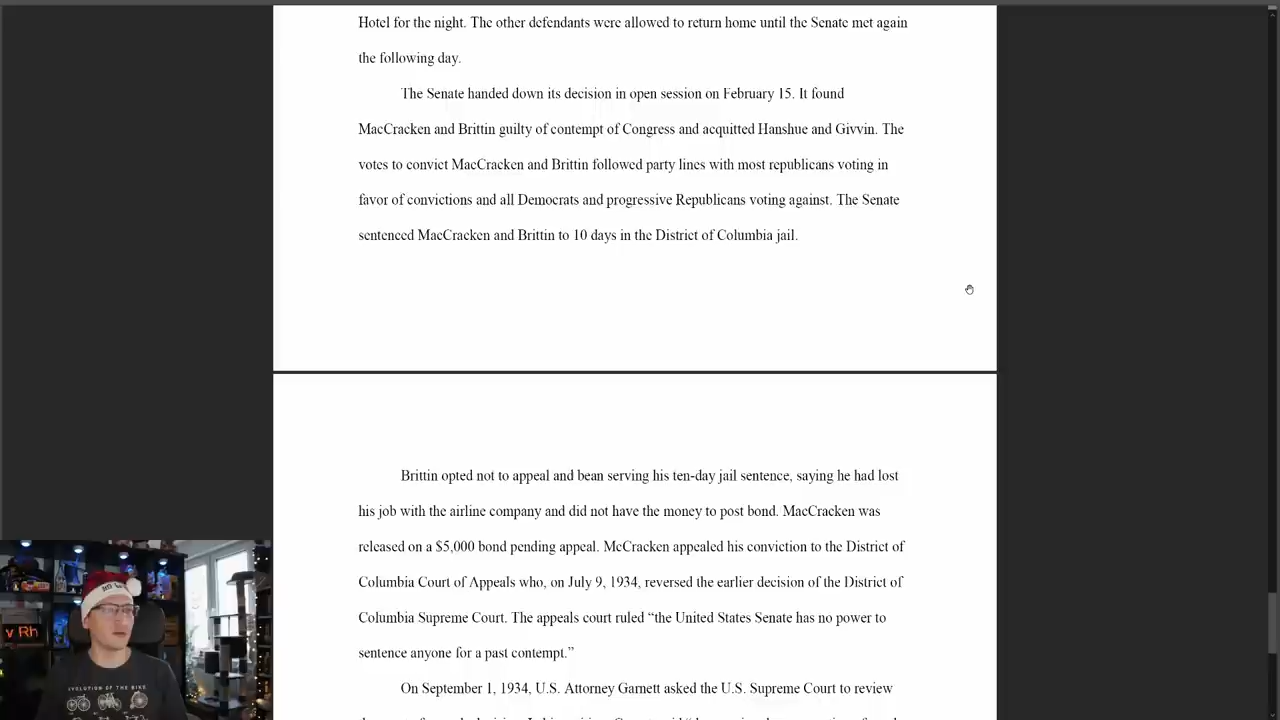 Hotel for the night. The other defendants were allowed to return home until the Senate met again
the following day.
The Senate handed down its decision in open session on February 15. It found
MacCracken and Brittin guilty of contempt of Congress and acquitted Hanshue and Givvin. The
votes to convict MacCracken and Brittin followed party lines with most republicans voting in
favor of convictions and all Democrats and progressive Republicans voting against. The Senate
sentenced MacCracken and Brittin to 10 days in the District of Columbia jail.
Brittin opted not to appeal and bean serving his ten-day jail sentence, saying he had lost
his job with the airline company and did not have the money to post bond. MacCracken was
released on a $5,000 bond pending appeal. McCracken appealed his conviction to the District of
Columbia Court of Appeals who, on July 9, 1934, reversed the earlier decision of the District of
Columbia Supreme Court. The appeals court ruled “the United States Senate has no power to
sentence anyone for a past contempt.”
On September 1, 1934, U.S. Attorney Garnett asked the U.S. Supreme Court to review
v Rh
EVOLUTION OF THE BIKE